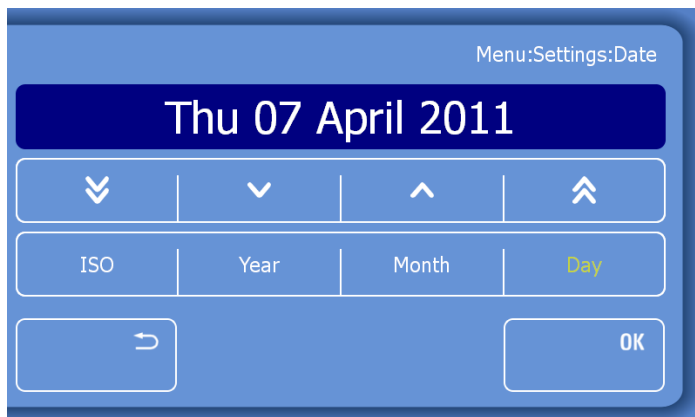 Menu:Settings:Date
Thu 07 April 2011
ISO Year Month Day
OK